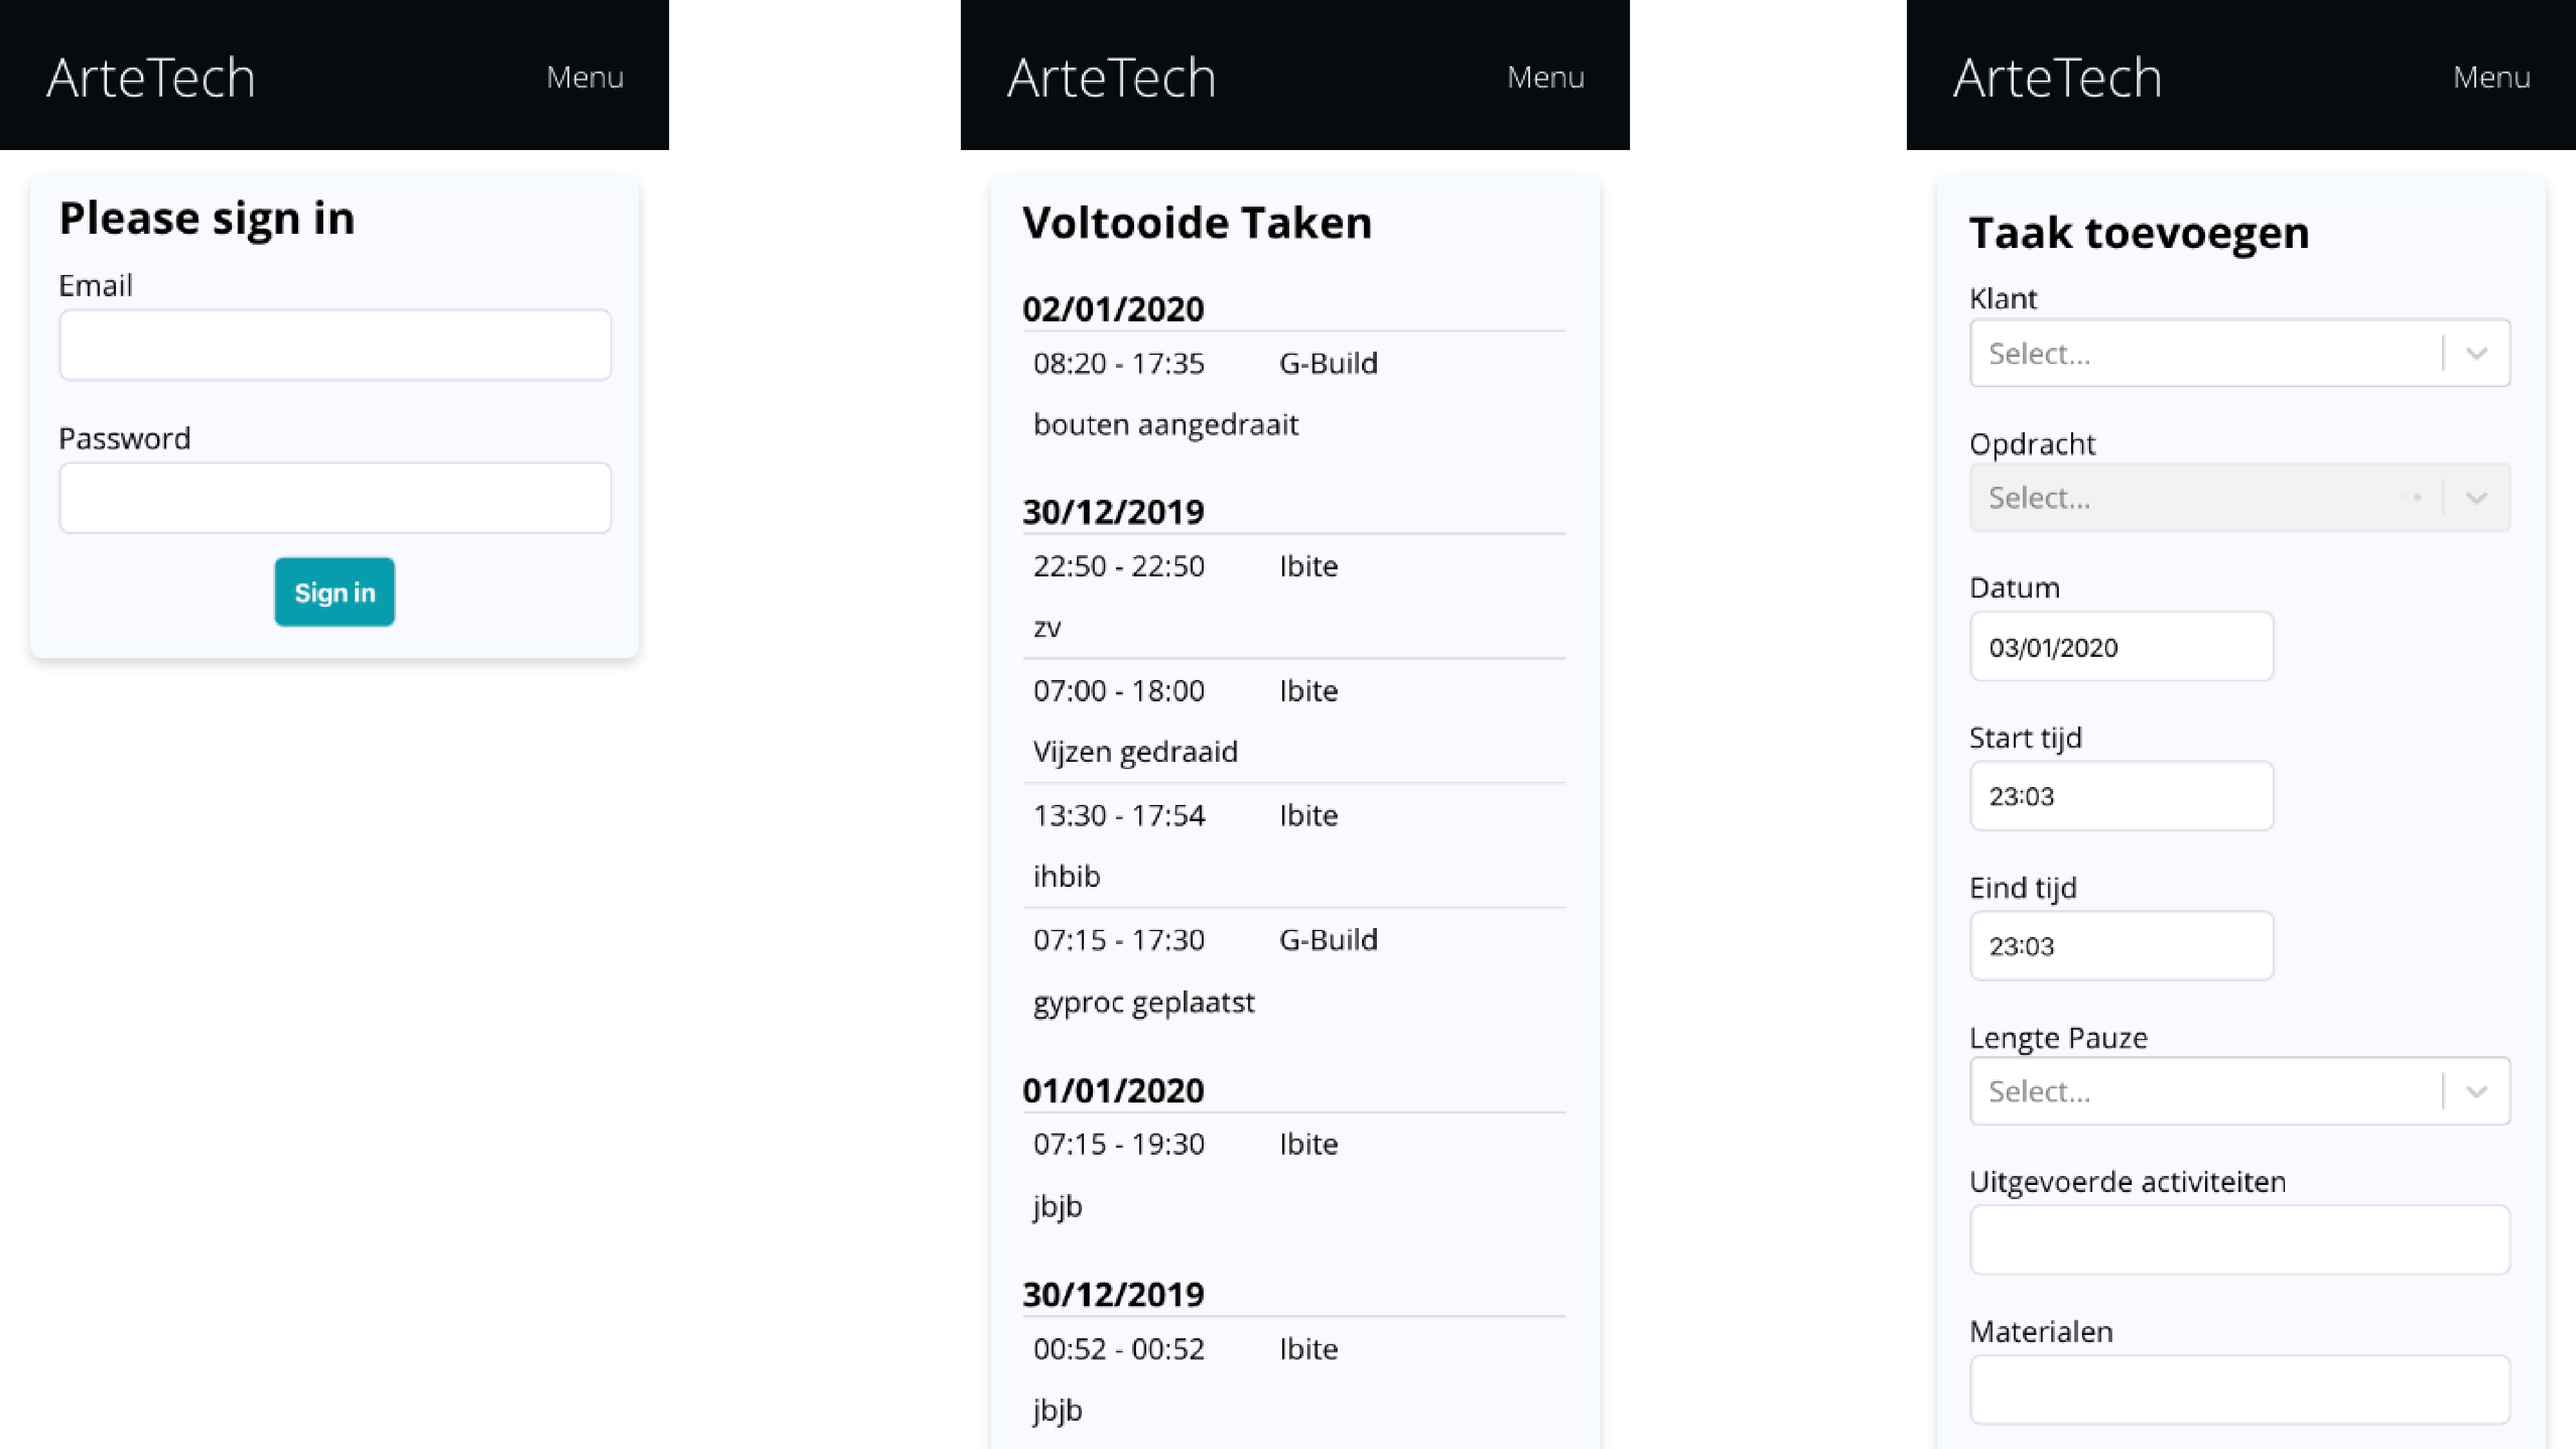 ArteTech Menu
Please sign in
Email
Password
Sign in
ArteTech Menu
Voltooide Taken
02/01/2020
08:20 - 17:35 G-Build
bouten aangedraait
30/12/2019
22:50 - 22:50 Ibite
zv
07:00 - 18:00 Ibite
Vijzen gedraaid
13:30 - 17:54 Ibite
ihbib
07:15 - 17:30 G-Build
gyproc geplaatst
01/01/2020
07:15 - 19:30 Ibite
jbjb
30/12/2019
00:52 - 00:52 Ibite
jbjb
ArteTech Menu
Taak toevoegen
Klant
Select...
Opdracht
Select...
Datum
03/01/2020
Start tijd
23:03
Eind tijd
23:03
Lengte Pauze
Select...
Uitgevoerde activiteiten
Materialen